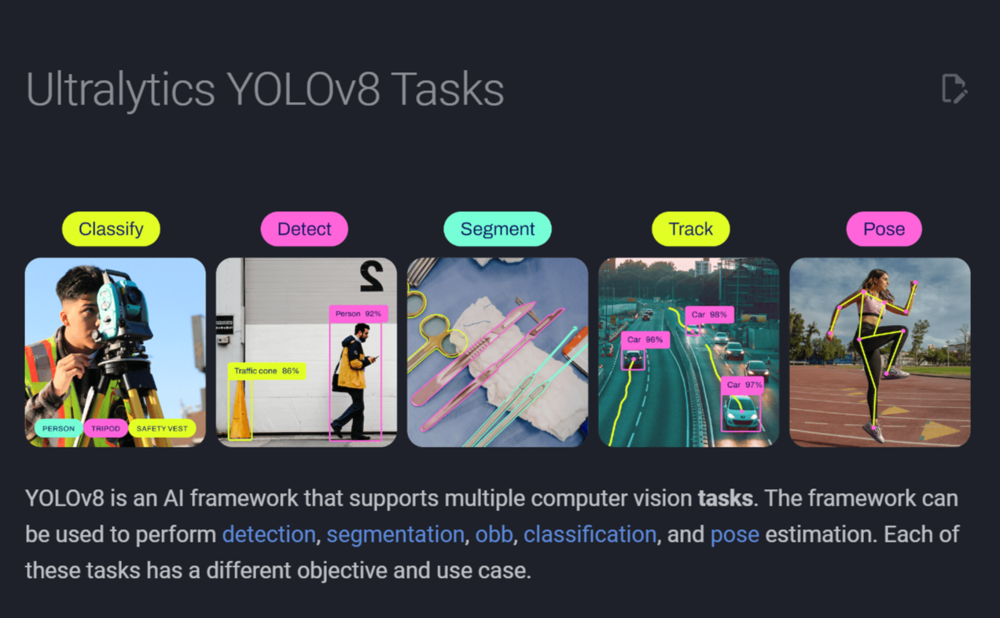 Ultralytics YOLOv8 Tasks
Classify
Detect
Segment
Track
Pose
PERSON
TRIPOD
SAFETY VEST
2
Person 92%
Traffic cone 86%
Car 98%
Car 96%
Car 97%
YOLOv8 is an AI framework that supports multiple computer vision tasks. The framework can
be used to perform detection, segmentation, obb, classification, and pose estimation. Each of
these tasks has a different objective and use case.